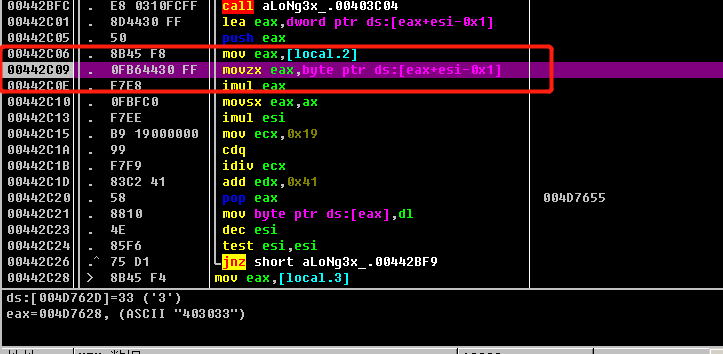 00442BFC . E8 0310FCFF call aLoNg3x_.00403C04
00442C01 . 8D4430 FF lea eax,dword ptr ds:[eax+esi-0x1]
00442C05 . 50 push eax
00442C06 . 8B45 F8 mov eax,[local.2]
00442C09 . 0FB64430 FF movzx eax,byte ptr ds:[eax+esi-0x1]
00442C0E . F7E8 imul eax
00442C10 . 0FBFC0 movsx eax,ax
00442C13 . F7EE imul esi
00442C15 . B9 19000000 mov ecx,0x19
00442C1A . 99 cdq
00442C1B . F7F9 idiv ecx
00442C1D . 83C2 41 add edx,0x41
00442C20 . 58 pop eax 004D7655
00442C21 . 8810 mov byte ptr ds:[eax],dl
00442C23 . 4E dec esi
00442C24 . 85F6 test esi,esi
00442C26 .^ 75 D1 jnz short aLoNg3x_.00442BF9
00442C28 > 8B45 F4 mov eax,[local.3]
ds:[004D762D]=33 ('3')
eax=004D7628, (ASCII "403033")